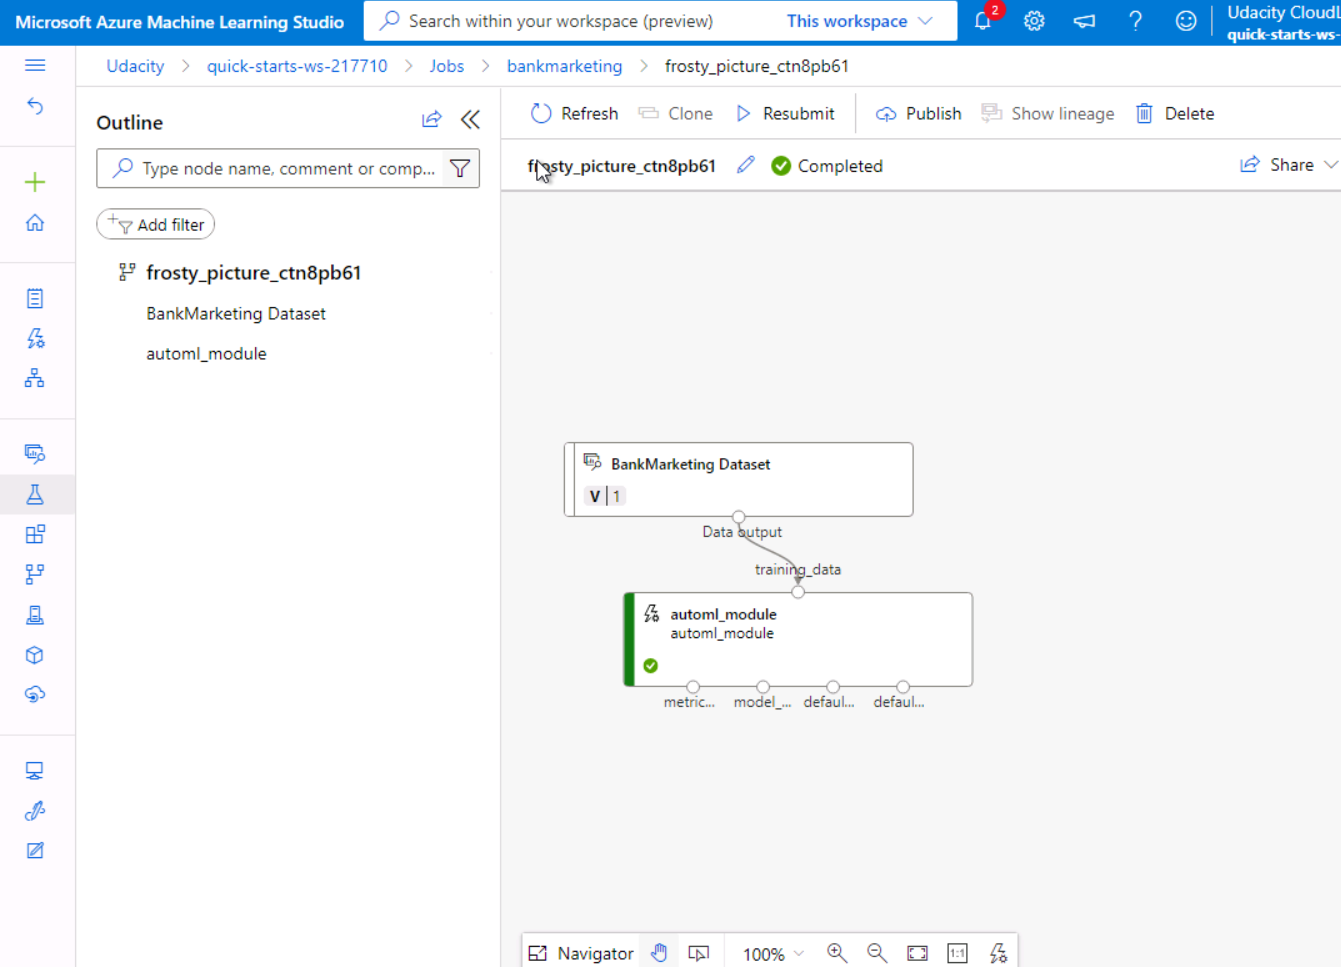 Microsoft Azure Machine Learning Studio
Search within your workspace (preview)
This workspace
2
Udacity CloudL
quick-starts-ws-
Udacity > quick-starts-ws-217710 > Jobs > bankmarketing > frosty_picture_ctn8pb61
Outline
Refresh
Clone
Resubmit
Publish
Show lineage
Delete
Type node name, comment or comp...
frosty_picture_ctn8pb61
Completed
Share
Add filter
frosty_picture_ctn8pb61
BankMarketing Dataset
automl_module
BankMarketing Dataset
V | 1
Data output
training_data
automl_module
automl_module
metric...
model_...
defaul...
defaul...
Navigator
100%
1:1